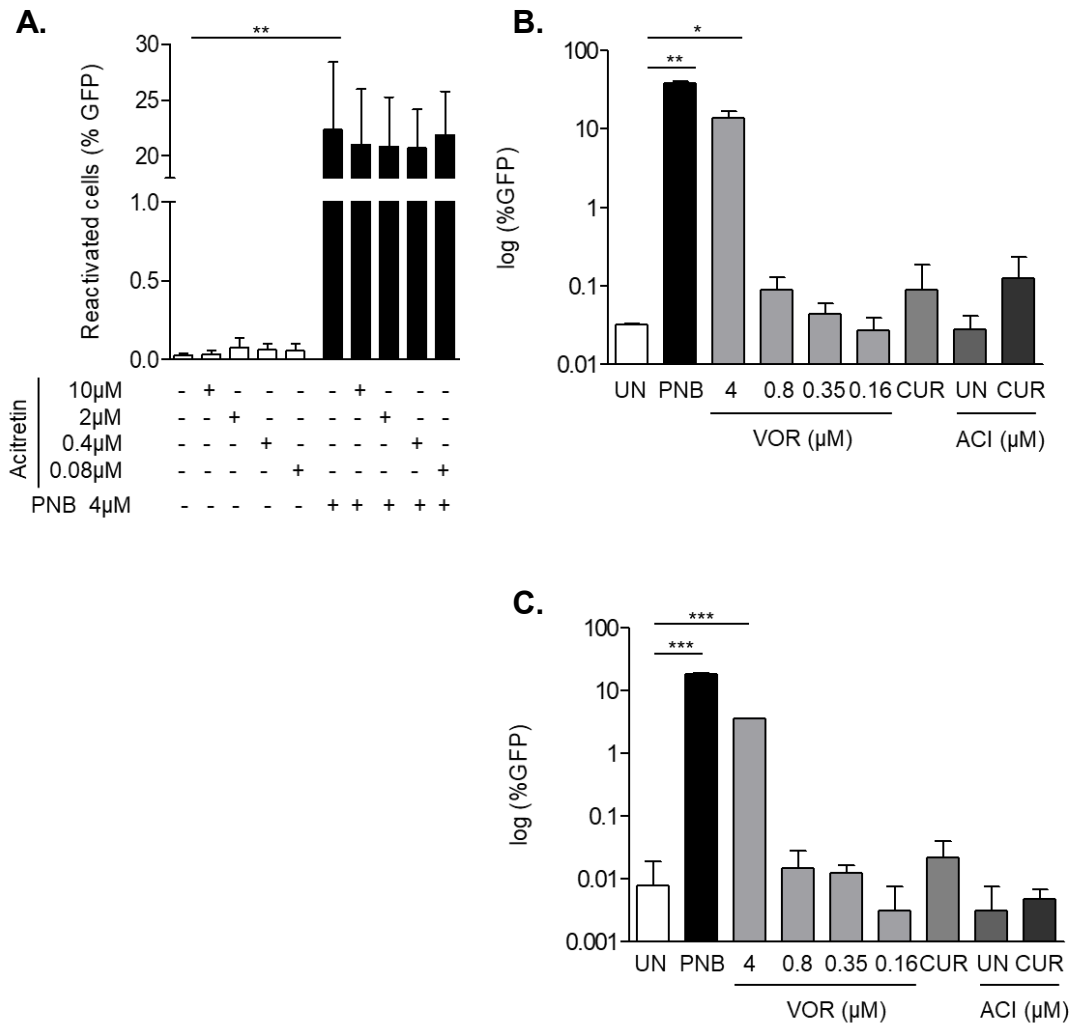 A.
**
30
25
20
1.0
0.5
0.0
Reactivated cells (% GFP)
Acitretin
10µM - + - - - - + - - -
2µM - - + - - - - + - -
0.4µM - - - + - - - - + -
0.08µM - - - - + - - - - +
PNB 4µM - - - - - + + + + +
B.
*
**
100
10
1
0.1
0.01
log (%GFP)
UN PNB 4 0.8 0.35 0.16 CUR UN CUR
VOR (µM) ACI (µM)
C.
***
***
100
10
1
0.1
0.01
0.001
log (%GFP)
UN PNB 4 0.8 0.35 0.16 CUR UN CUR
VOR (µM) ACI (µM)